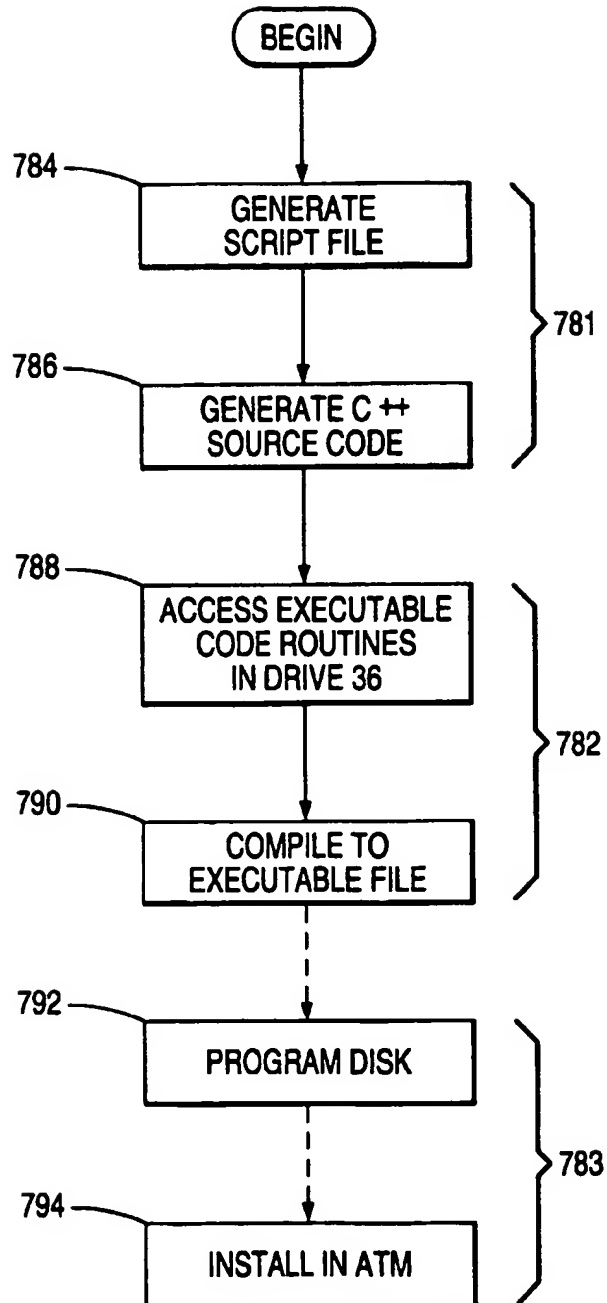 BEGIN
784
GENERATE
SCRIPT FILE
781
786
GENERATE C ++
SOURCE CODE
788
ACCESS EXECUTABLE
CODE ROUTINES
IN DRIVE 36
782
790
COMPILE TO
EXECUTABLE FILE
792
PROGRAM DISK
783
794
INSTALL IN ATM